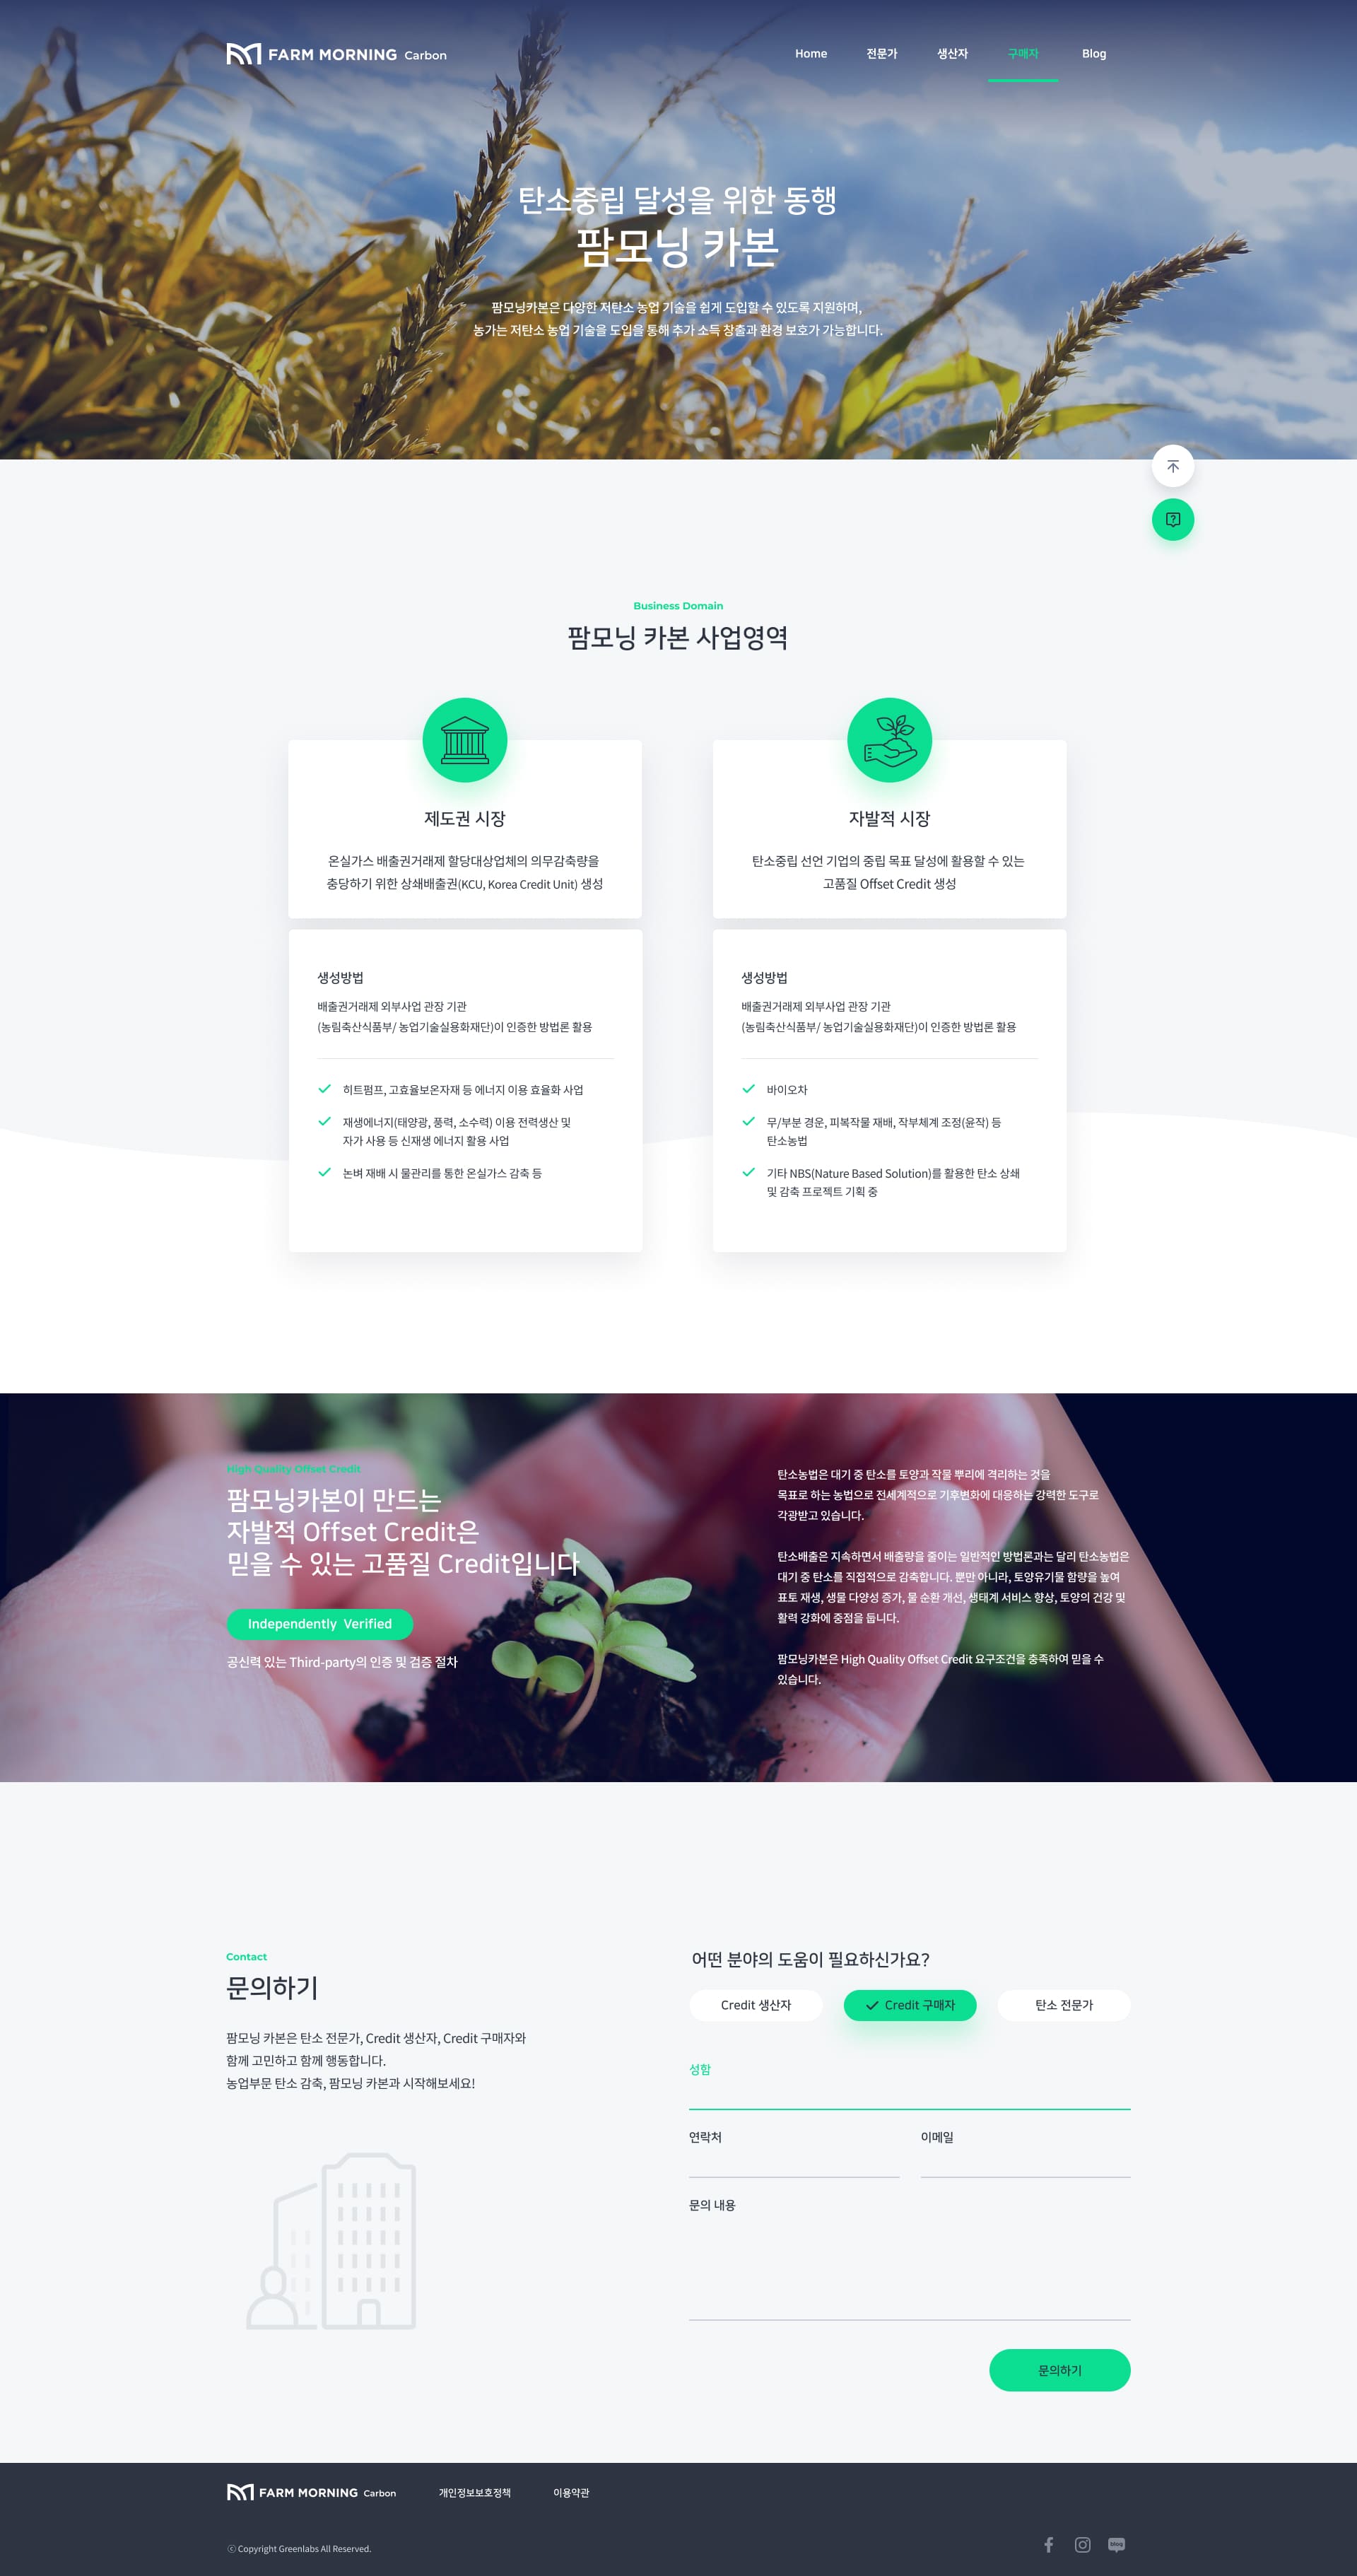 FARM MORNING Carbon
Home 전문가 생산자 구매자 Blog
탄소중립 달성을 위한 동행
팜모닝 카본
팜모닝카본은 다양한 저탄소 농업 기술을 쉽게 도입할 수 있도록 지원하며,
농가는 저탄소 농업 기술을 도입을 통해 추가 소득 창출과 환경 보호가 가능합니다.
Business Domain
팜모닝 카본 사업영역
제도권 시장
온실가스 배출권거래제 할당대상업체의 의무감축량을
충당하기 위한 상쇄배출권(KCU, Korea Credit Unit) 생성
생성방법
배출권거래제 외부사업 관장 기관
(농림축산식품부/ 농업기술실용화재단)이 인증한 방법론 활용
히트펌프, 고효율보온자재 등 에너지 이용 효율화 사업
재생에너지(태양광, 풍력, 소수력) 이용 전력생산 및
자가 사용 등 신재생 에너지 활용 사업
논벼 재배 시 물관리를 통한 온실가스 감축 등
자발적 시장
탄소중립 선언 기업의 중립 목표 달성에 활용할 수 있는
고품질 Offset Credit 생성
생성방법
배출권거래제 외부사업 관장 기관
(농림축산식품부/ 농업기술실용화재단)이 인증한 방법론 활용
바이오차
무/부분 경운, 피복작물 재배, 작부체계 조정(윤작) 등
탄소농법
기타 NBS(Nature Based Solution)를 활용한 탄소 상쇄
및 감축 프로젝트 기획 중
High Quality Offset Credit
팜모닝카본이 만드는
자발적 Offset Credit은
믿을 수 있는 고품질 Credit입니다
Independently Verified
공신력 있는 Third-party의 인증 및 검증 절차
탄소농법은 대기 중 탄소를 토양과 작물 뿌리에 격리하는 것을
목표로 하는 농법으로 전세계적으로 기후변화에 대응하는 강력한 도구로
각광받고 있습니다.
탄소배출은 지속하면서 배출량을 줄이는 일반적인 방법론과는 달리 탄소농법은
대기 중 탄소를 직접적으로 감축합니다. 뿐만 아니라, 토양유기물 함량을 높여
표토 재생, 생물 다양성 증가, 물 순환 개선, 생태계 서비스 향상, 토양의 건강 및
활력 강화에 중점을 둡니다.
팜모닝카본은 High Quality Offset Credit 요구조건을 충족하여 믿을 수
있습니다.
Contact
문의하기
팜모닝 카본은 탄소 전문가, Credit 생산자, Credit 구매자와
함께 고민하고 함께 행동합니다.
농업부문 탄소 감축, 팜모닝 카본과 시작해보세요!
어떤 분야의 도움이 필요하신가요?
Credit 생산자 Credit 구매자 탄소 전문가
성함
연락처 이메일
문의 내용
문의하기
FARM MORNING Carbon 개인정보보호정책 이용약관
ⓒ Copyright Greenlabs All Reserved.
blog